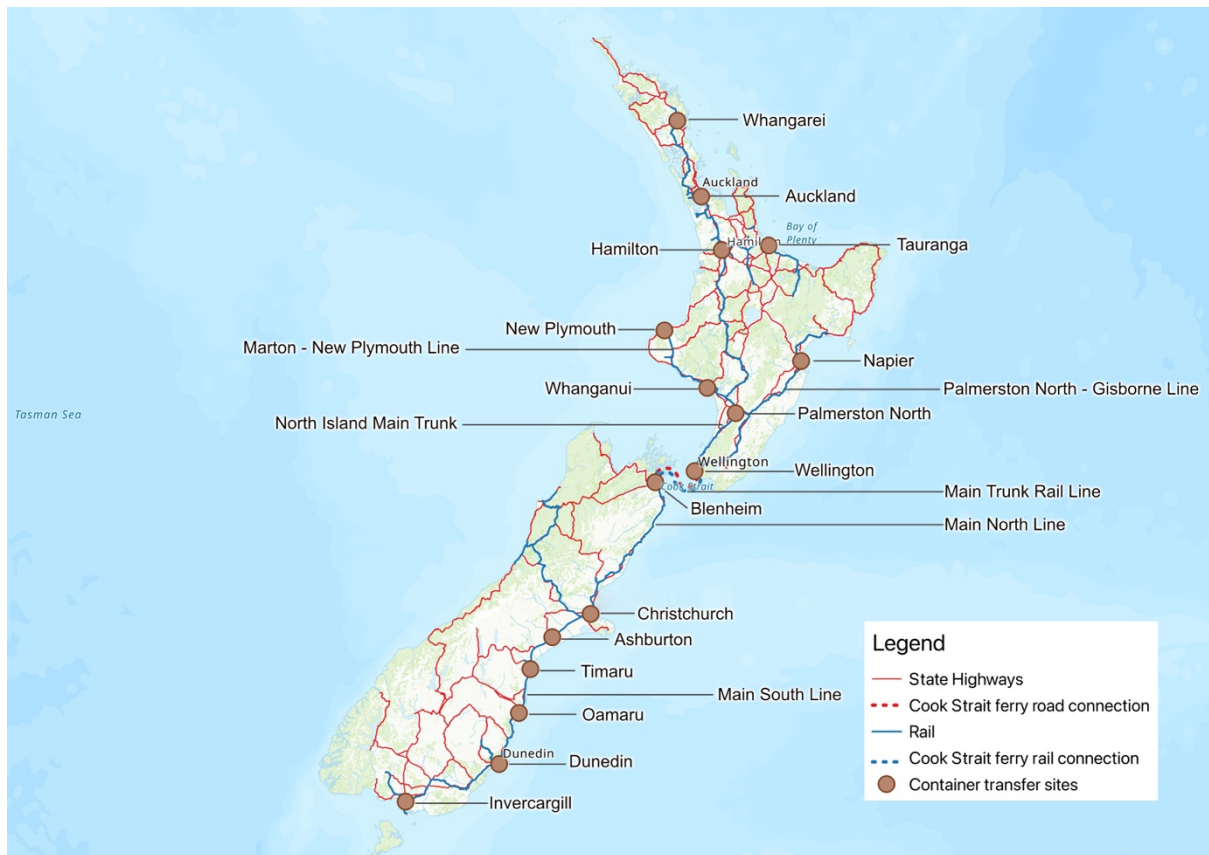 Whangarei
Auckland
Auckland
Bay of
Plenty
Hamilton
Hamil n
Tauranga
New Plymouth
Marton - New Plymouth Line
Napier
Whanganui
Palmerston North - Gisborne Line
Tasman Sea
Palmerston North
North Island Main Trunk
Wellington
Wellington
Cook Strait
Main Trunk Rail Line
Blenheim
Main North Line
Christchurch
Ashburton
Timaru
Main South Line
Oamaru
Dunedin
Dunedin
Invercargill
Legend
State Highways
Cook Strait ferry road connection
Rail
Cook Strait ferry rail connection
Container transfer sites